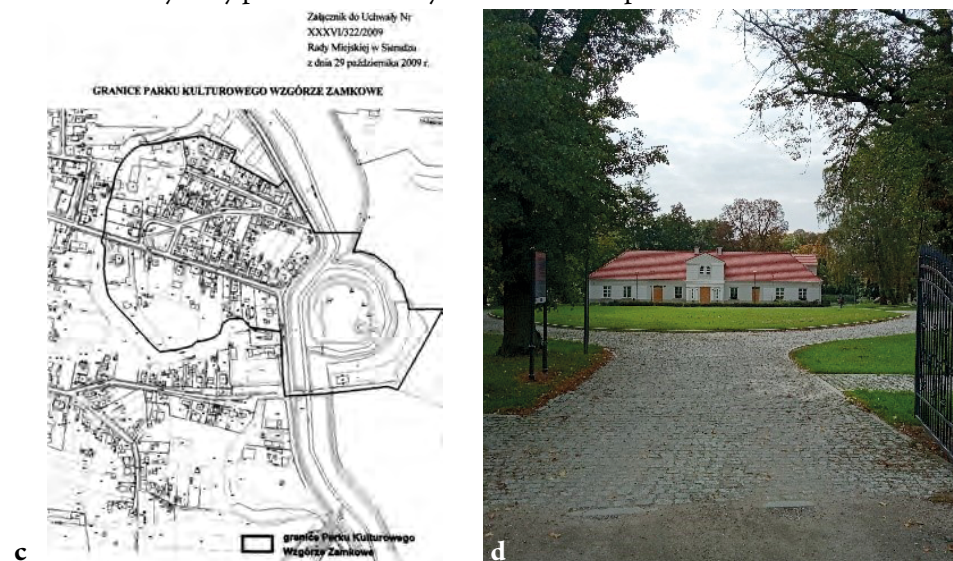 Załącznik do Uchwały Nr
XXXVI/322/2009
Rady Miejskiej w Sieradzu
z dnia 29 października 2009 r.
GRANICE PARKU KULTUROWEGO WZGÓRZE ZAMKOWE
granice Parku Kulturowego
Wzgórze Zamkowe
c
d